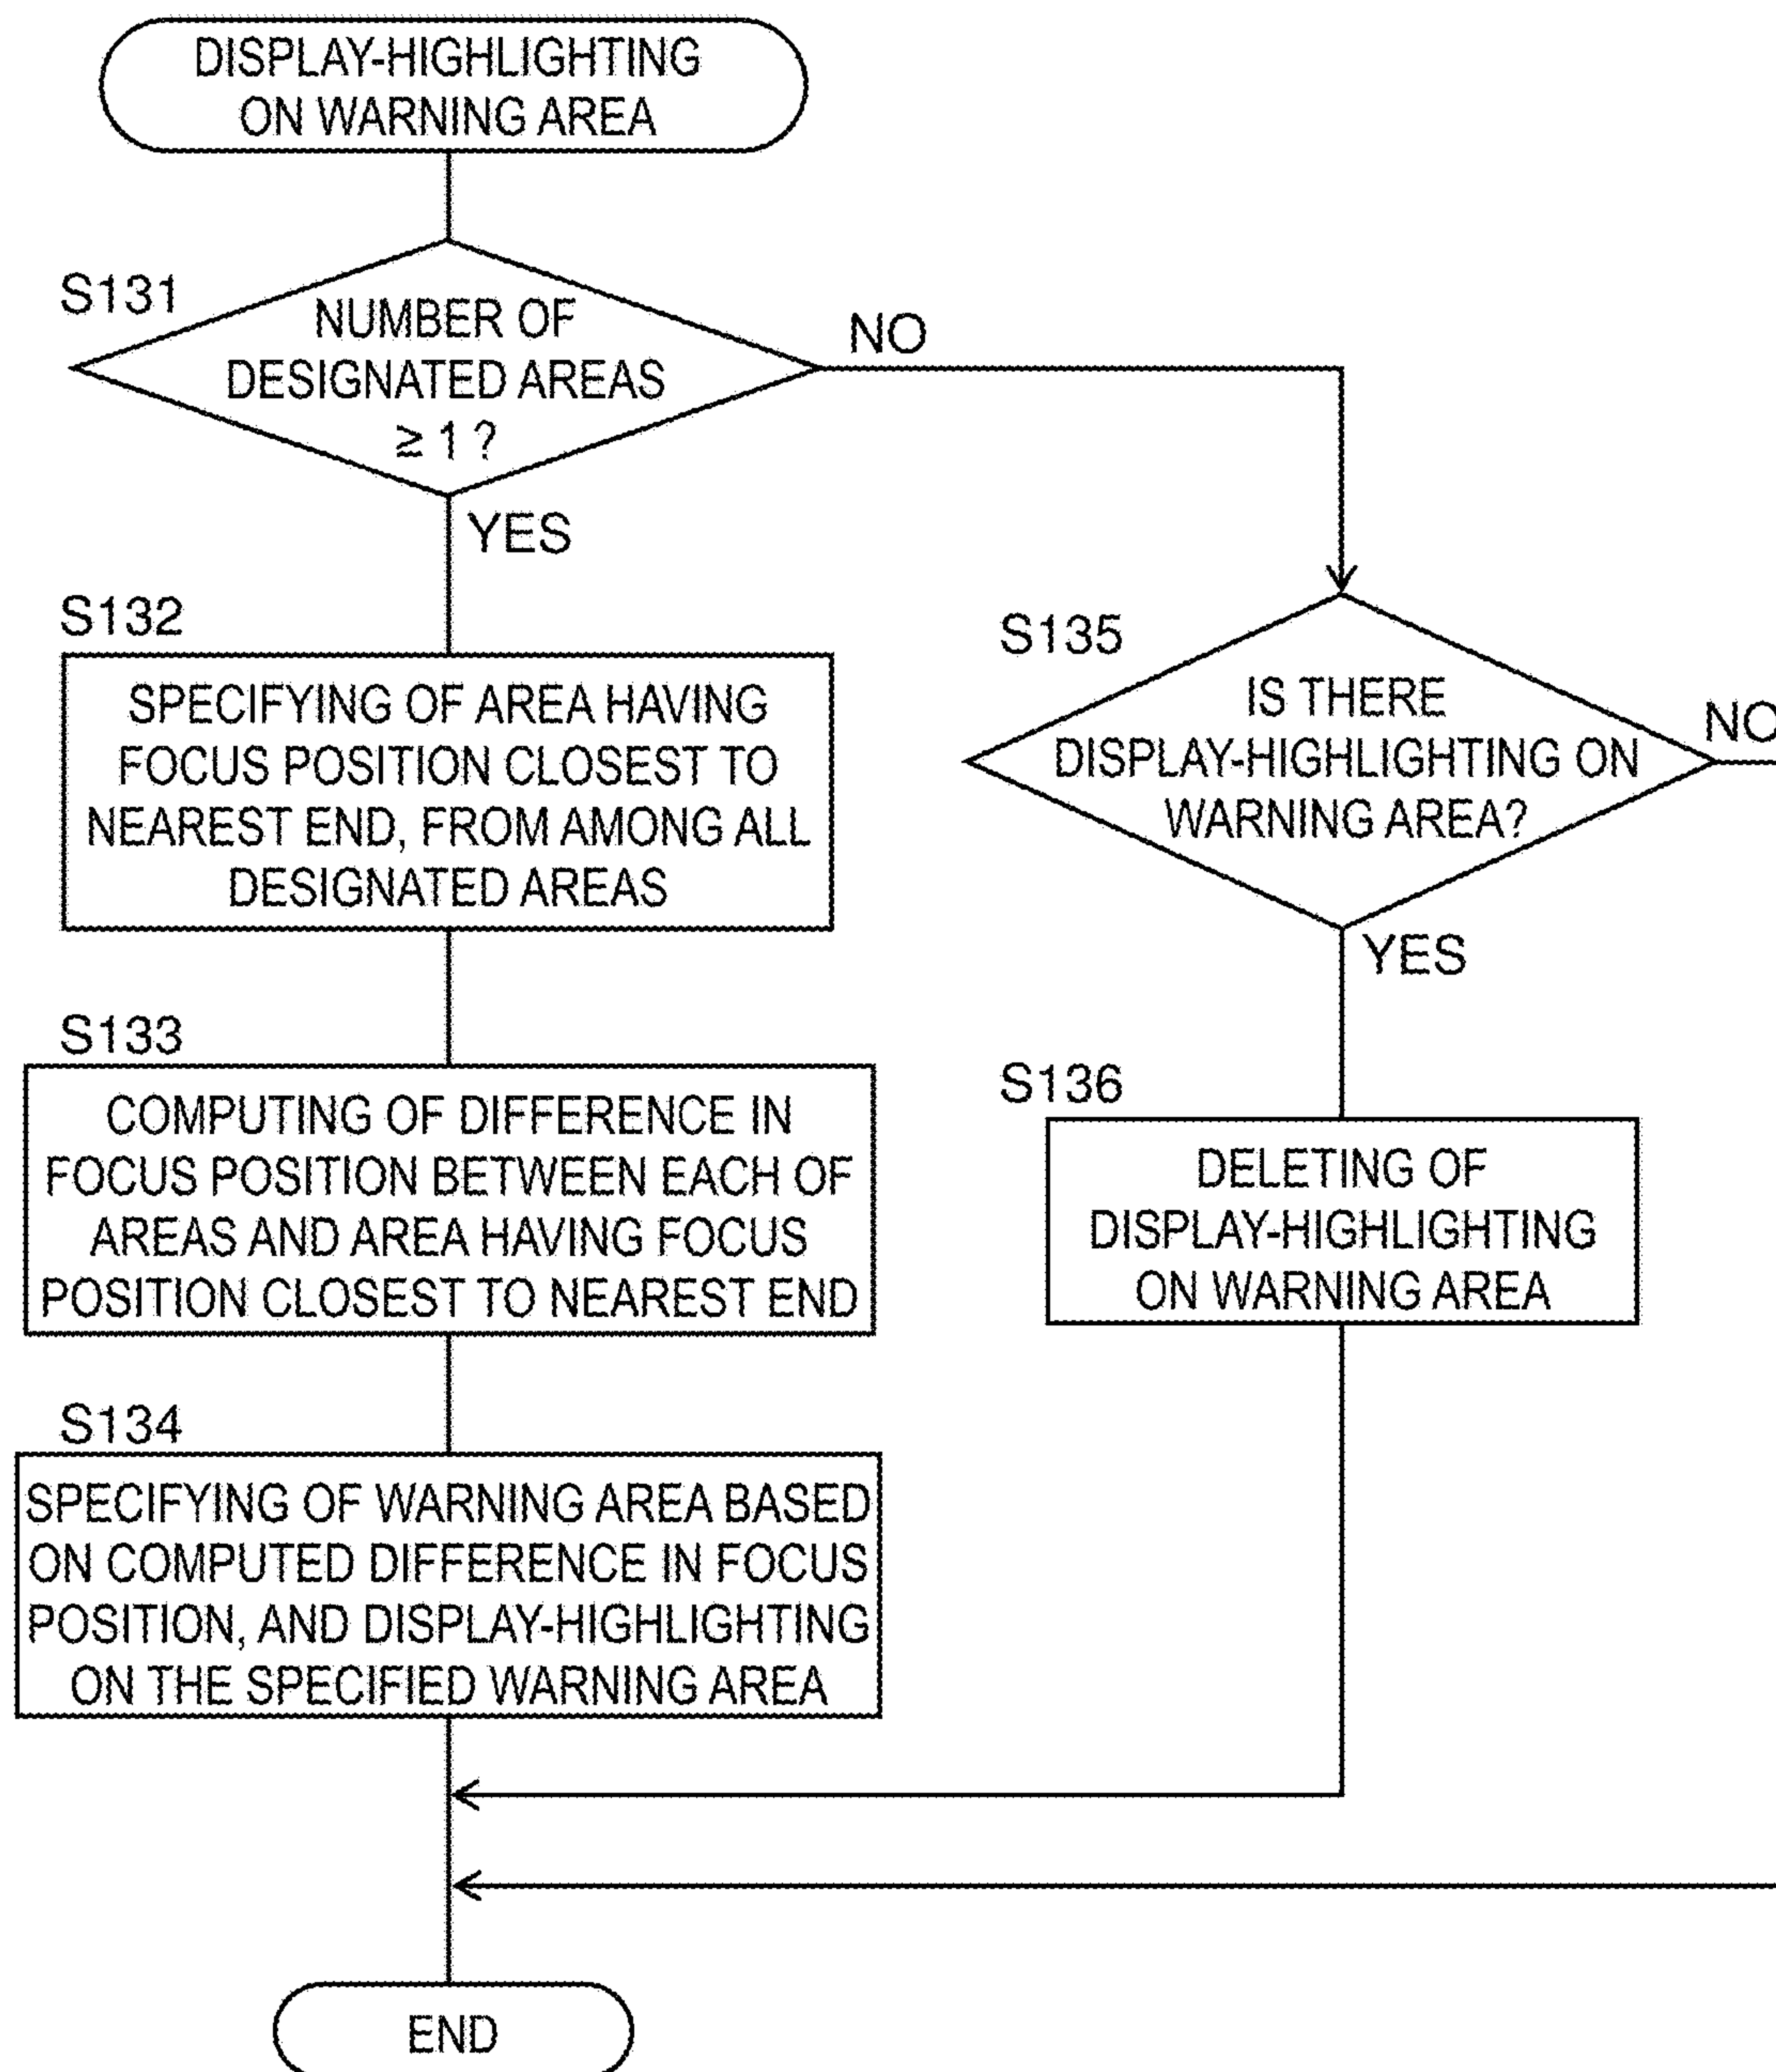 DISPLAY-HIGHLIGHTING
ON WARNING AREA
S131
NUMBER OF
DESIGNATED AREAS
≥ 1 ?
NO
YES
S132
SPECIFYING OF AREA HAVING
FOCUS POSITION CLOSEST TO
NEAREST END, FROM AMONG ALL
DESIGNATED AREAS
S133
COMPUTING OF DIFFERENCE IN
FOCUS POSITION BETWEEN EACH OF
AREAS AND AREA HAVING FOCUS
POSITION CLOSEST TO NEAREST END
S134
SPECIFYING OF WARNING AREA BASED
ON COMPUTED DIFFERENCE IN FOCUS
POSITION, AND DISPLAY-HIGHLIGHTING
ON THE SPECIFIED WARNING AREA
S135
IS THERE
DISPLAY-HIGHLIGHTING ON
WARNING AREA?
NO
YES
S136
DELETING OF
DISPLAY-HIGHLIGHTING
ON WARNING AREA
END